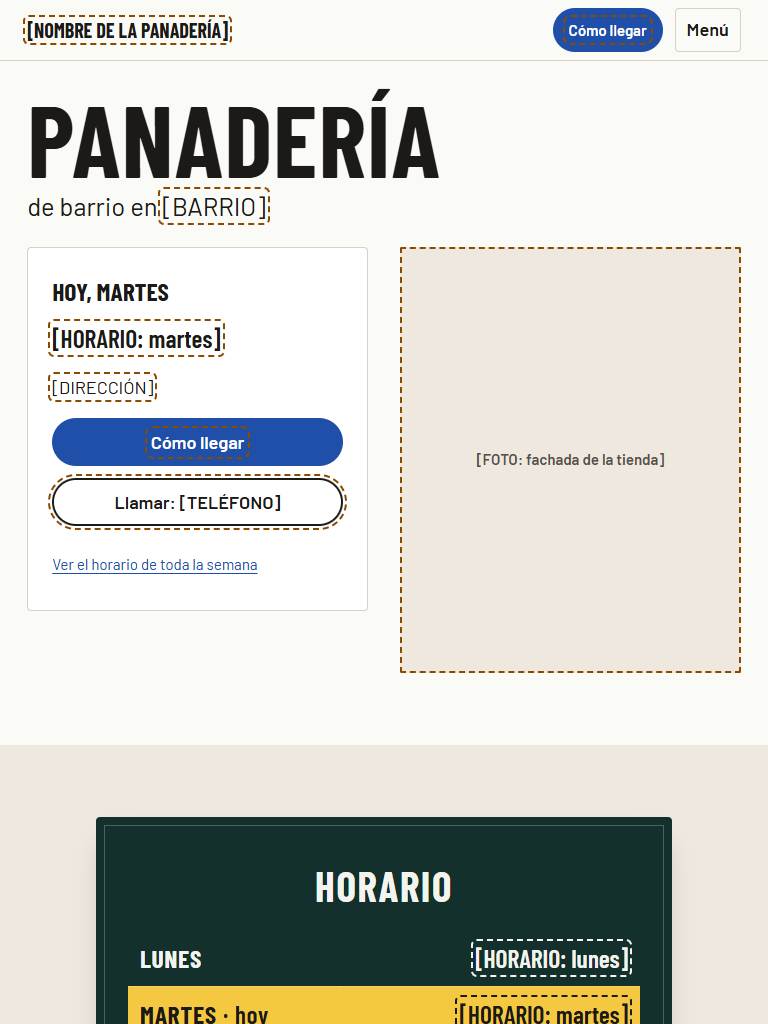 [NOMBRE DE LA PANADERÍA]
Cómo llegar
Menú
PANADERÍA
de barrio en [BARRIO]
HOY, MARTES
[HORARIO: martes]
[DIRECCIÓN]
Cómo llegar
Llamar: [TELÉFONO]
Ver el horario de toda la semana
[FOTO: fachada de la tienda]
HORARIO
LUNES
[HORARIO: lunes]
MARTES · hoy
[HORARIO: martes]